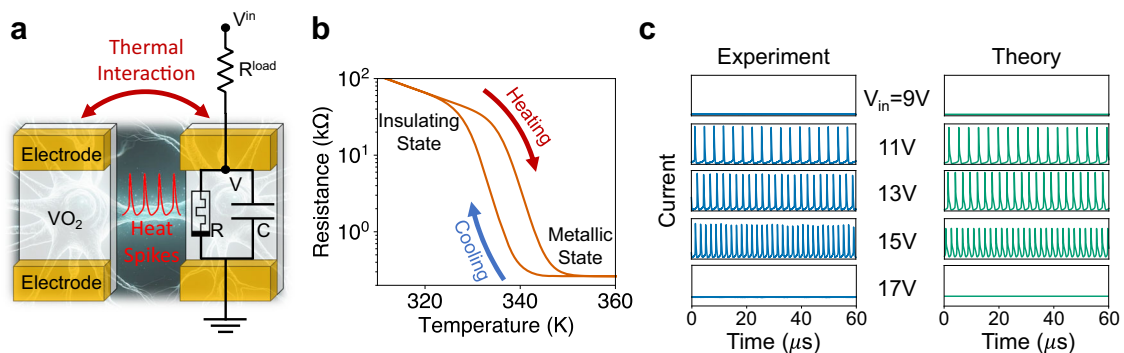 a
V^in
R^load
Thermal
Interaction
Electrode
Electrode
VO₂
Heat
Spikes
V
R
C
Electrode
b
Resistance (kΩ)
10²
10¹
10⁰
Insulating
State
Heating
Cooling
Metallic
State
320
340
360
Temperature (K)
c
Experiment
Theory
Current
V_in=9V
11V
13V
15V
17V
0
20
40
60
Time (μs)
0
20
40
60
Time (μs)